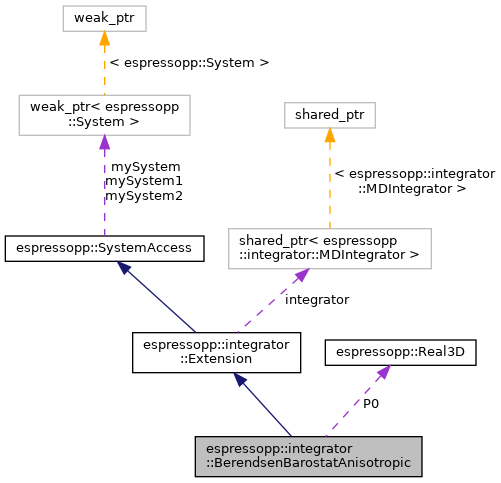 weak_ptr
< espressopp::System >
weak_ptr< espressopp
::System >
shared_ptr
mySystem
mySystem1
mySystem2
< espressopp::integrator
::MDIntegrator >
espressopp::SystemAccess
shared_ptr< espressopp
::integrator::MDIntegrator >
integrator
espressopp::integrator
::Extension
espressopp::Real3D
P0
espressopp::integrator
::BerendsenBarostatAnisotropic